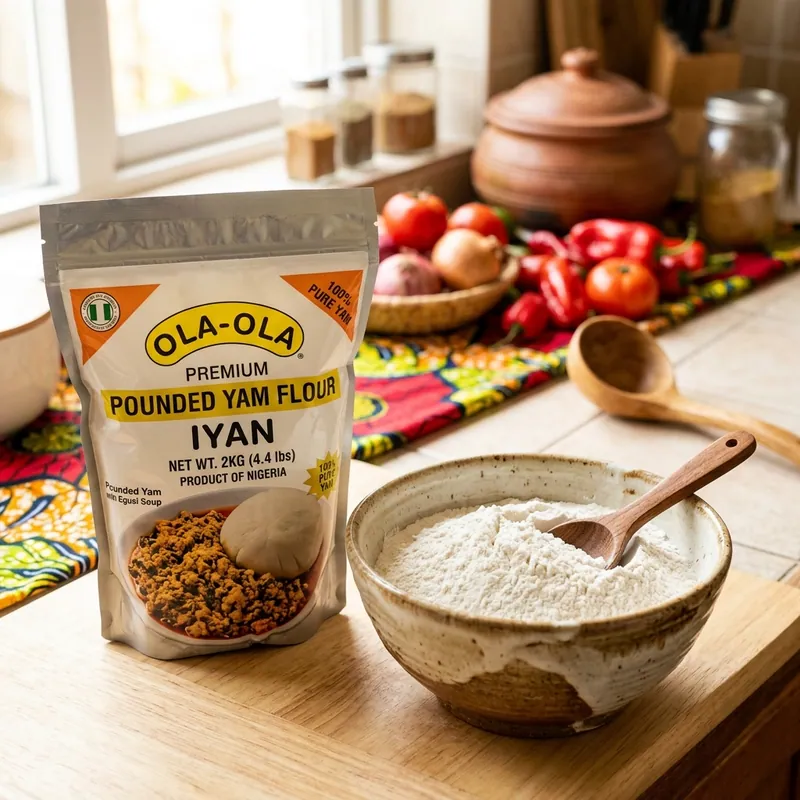 100%
PURE YAM
OLA-OLA®
PREMIUM
POUNDED YAM FLOUR
IYAN
NET WT. 2KG (4.4 lbs)
PRODUCT OF NIGERIA
100%
PURE
YAM
Pounded Yam
with Egusi Soup